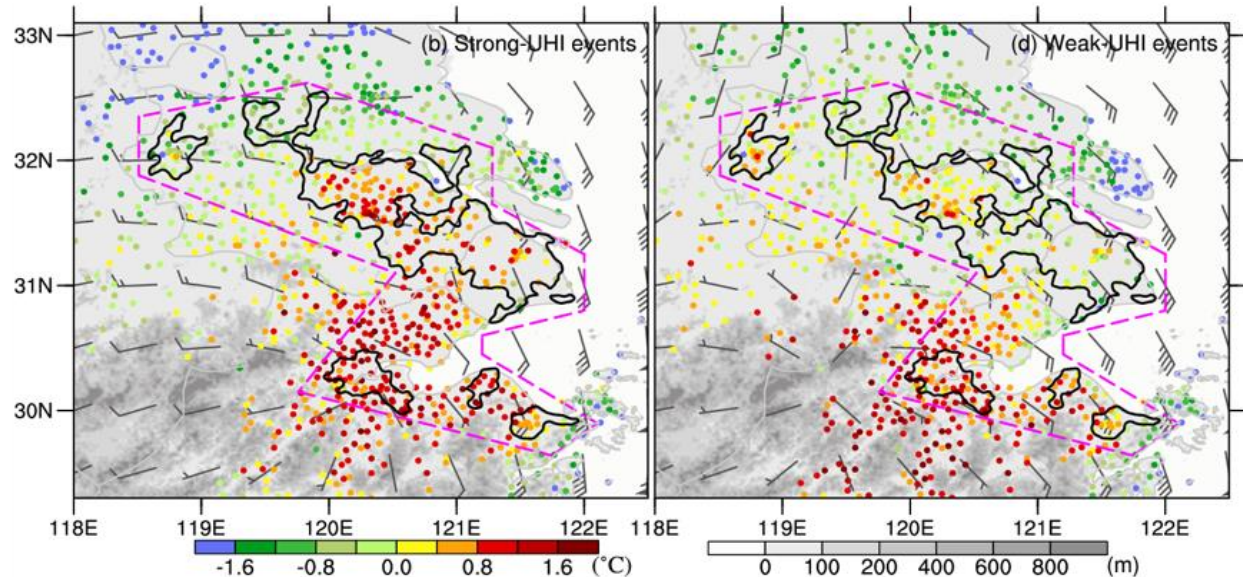 33N
32N
31N
30N
(b) Strong-UHI events
(d) Weak-UHI events
118E 119E 120E 121E 122E
119E 120E 121E 122E
-1.6 -0.8 0.0 0.8 1.6 (°C)
0 100 200 400 600 800 (m)